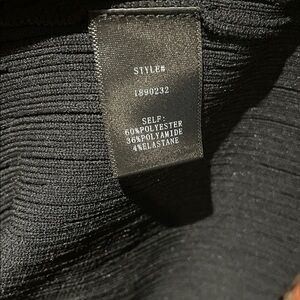 STYLE#
1890232
SELF:
60%POLYESTER
36%POLYAMIDE
4%ELASTANE